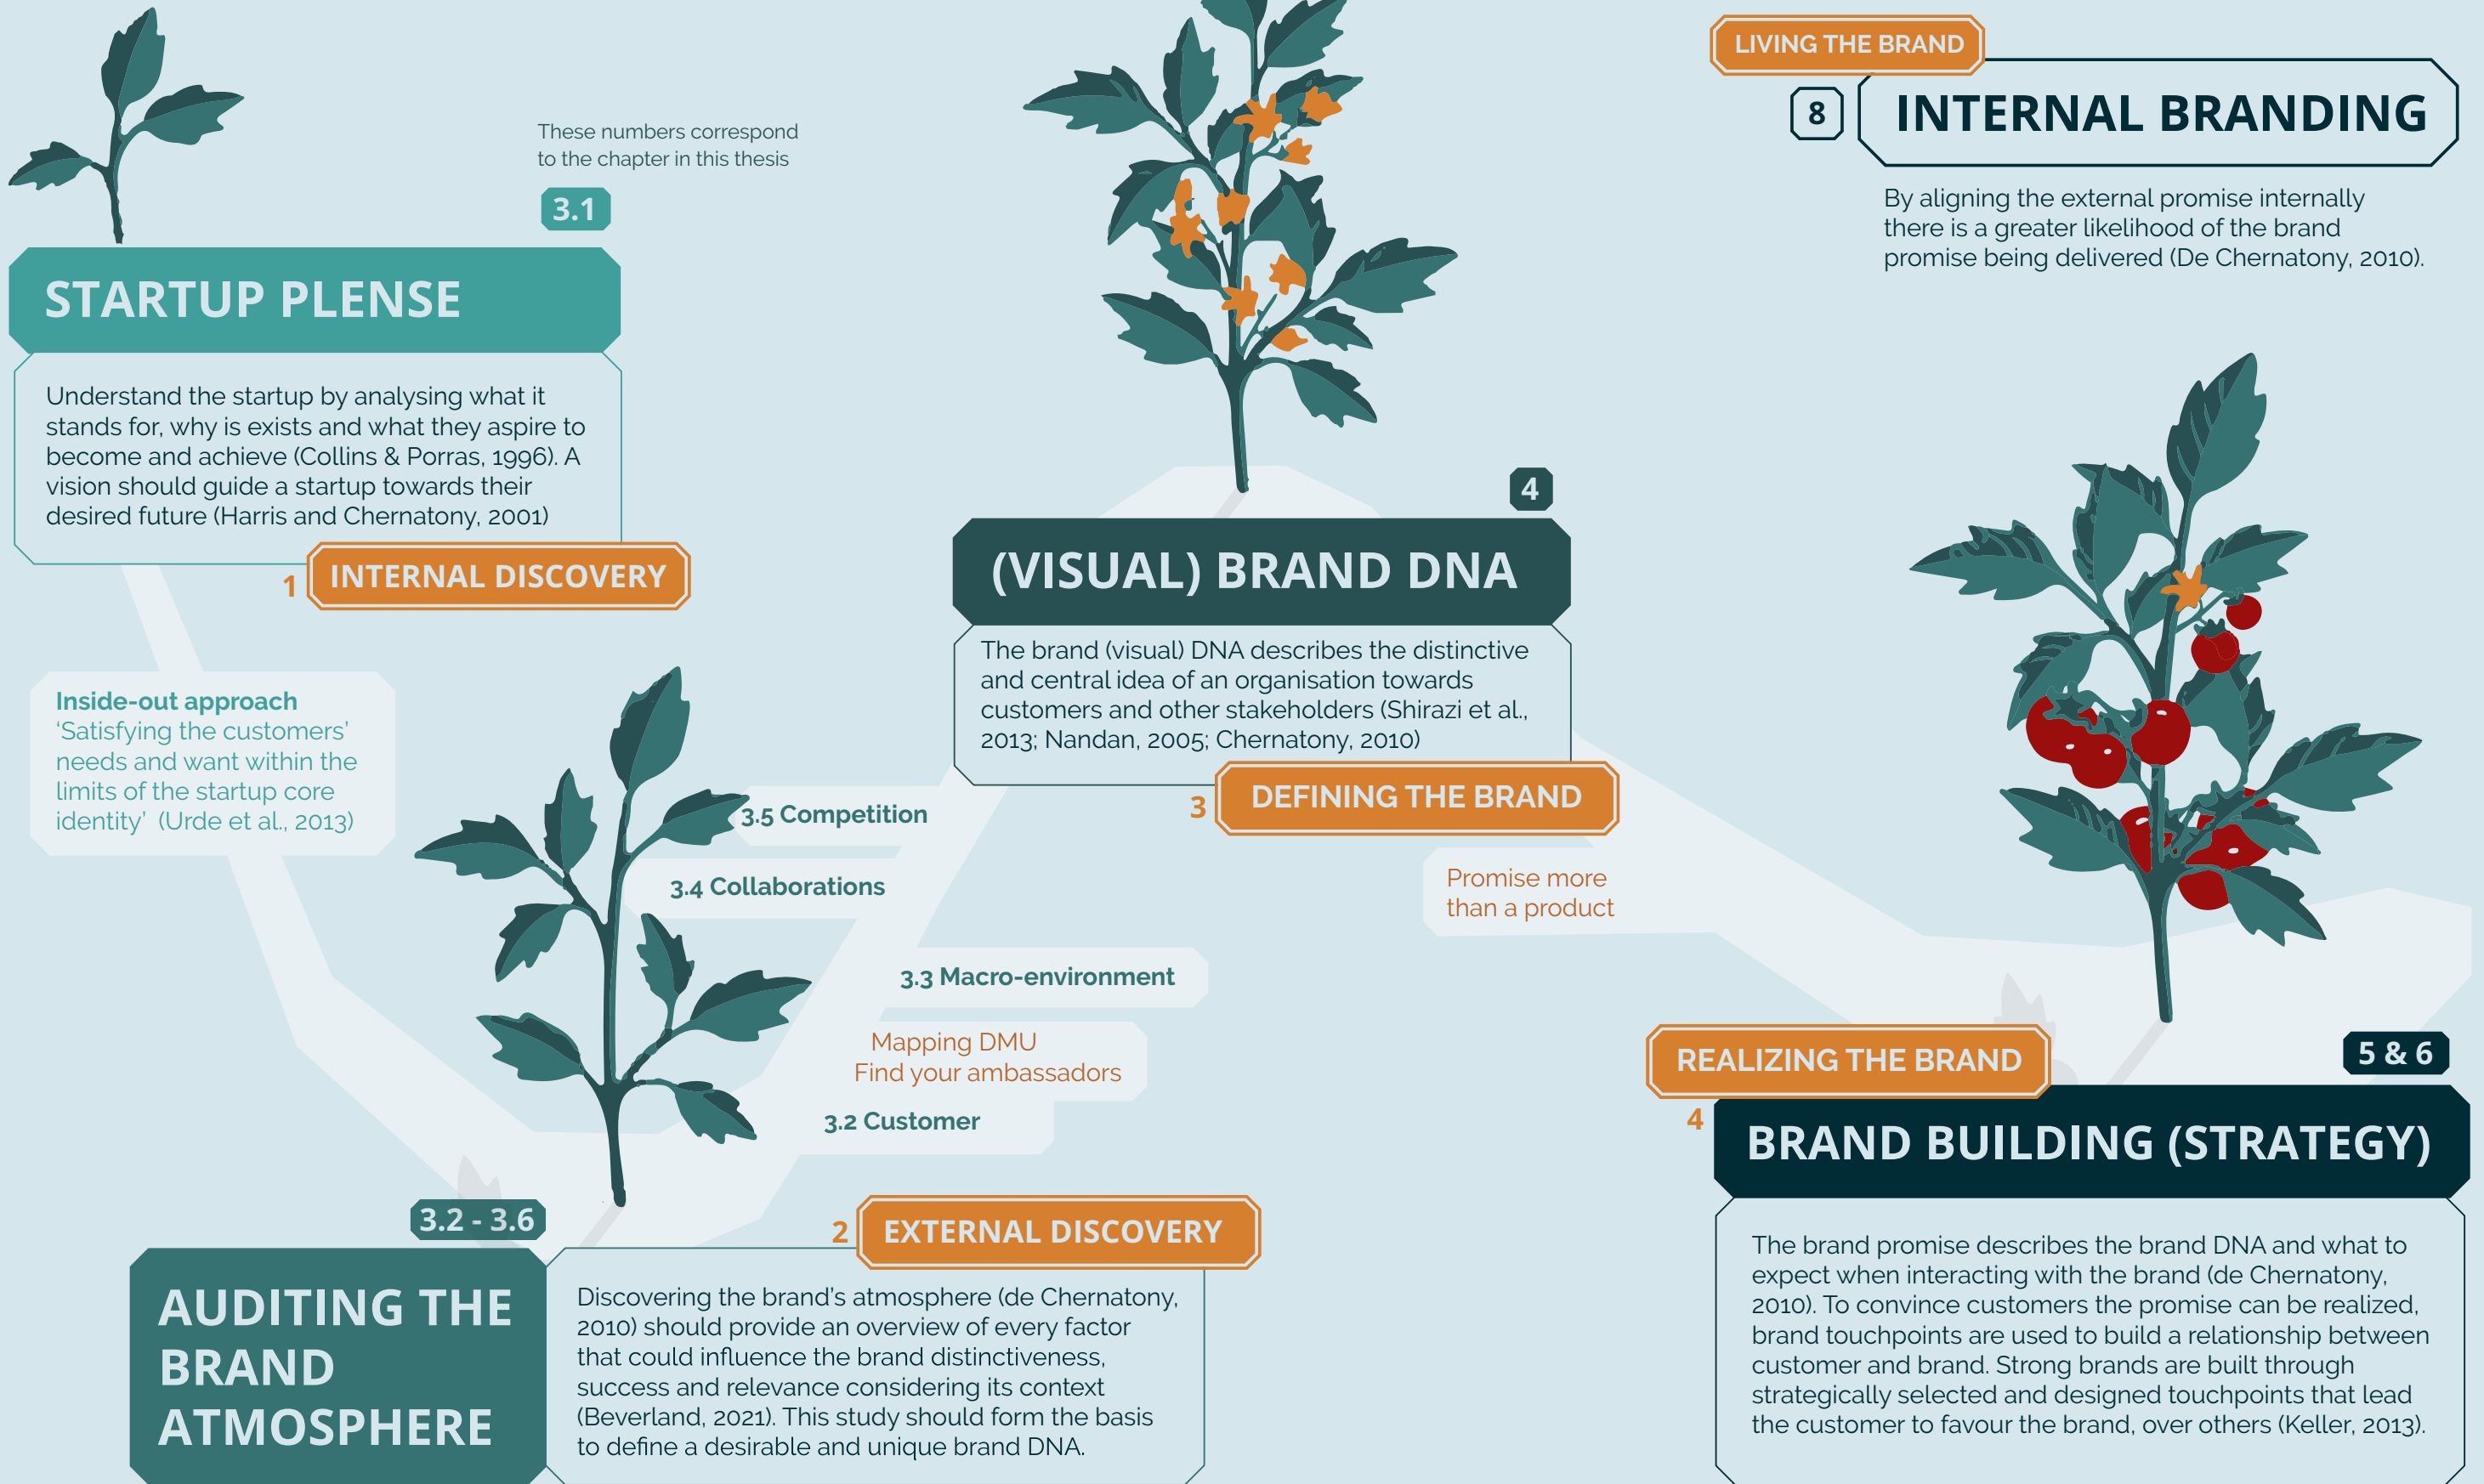 These numbers correspond
to the chapter in this thesis
3.1
STARTUP PLENSE
Understand the startup by analysing what it
stands for, why is exists and what they aspire to
become and achieve (Collins & Porras, 1996). A
vision should guide a startup towards their
desired future (Harris and Chernatony, 2001)
1 INTERNAL DISCOVERY
Inside-out approach
‘Satisfying the customers’
needs and want within the
limits of the startup core
identity’ (Urde et al., 2013)
3.5 Competition
3.4 Collaborations
3.3 Macro-environment
Mapping DMU
Find your ambassadors
3.2 Customer
3.2 - 3.6
AUDITING THE
BRAND
ATMOSPHERE
2 EXTERNAL DISCOVERY
Discovering the brand’s atmosphere (de Chernatony,
2010) should provide an overview of every factor
that could influence the brand distinctiveness,
success and relevance considering its context
(Beverland, 2021). This study should form the basis
to define a desirable and unique brand DNA.
4
(VISUAL) BRAND DNA
The brand (visual) DNA describes the distinctive
and central idea of an organisation towards
customers and other stakeholders (Shirazi et al.,
2013; Nandan, 2005; Chernatony, 2010)
3 DEFINING THE BRAND
Promise more
than a product
REALIZING THE BRAND
5 & 6
4
BRAND BUILDING (STRATEGY)
The brand promise describes the brand DNA and what to
expect when interacting with the brand (de Chernatony,
2010). To convince customers the promise can be realized,
brand touchpoints are used to build a relationship between
customer and brand. Strong brands are built through
strategically selected and designed touchpoints that lead
the customer to favour the brand, over others (Keller, 2013).
LIVING THE BRAND
8
INTERNAL BRANDING
By aligning the external promise internally
there is a greater likelihood of the brand
promise being delivered (De Chernatony, 2010).